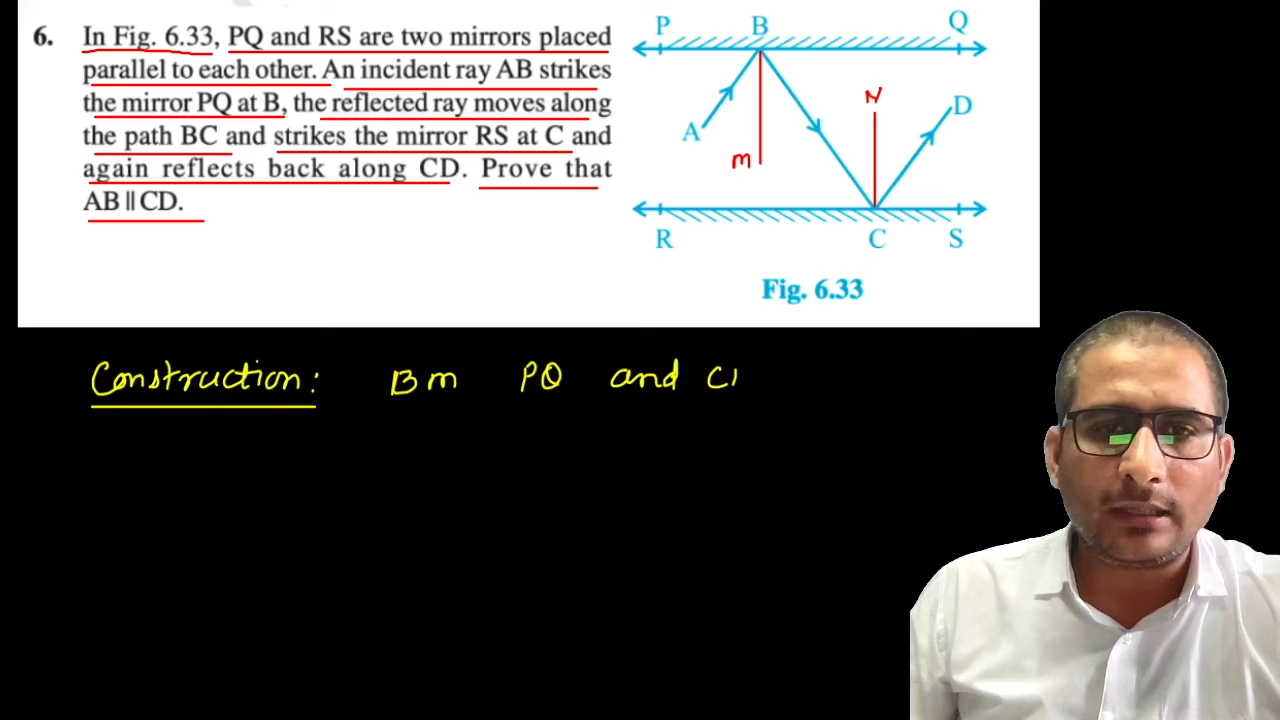 6. In Fig. 6.33, PQ and RS are two mirrors placed
parallel to each other. An incident ray AB strikes
the mirror PQ at B, the reflected ray moves along
the path BC and strikes the mirror RS at C and
again reflects back along CD. Prove that
AB || CD.
P B Q
N
A D
M
R C S
Fig. 6.33
Construction: BM PQ and C